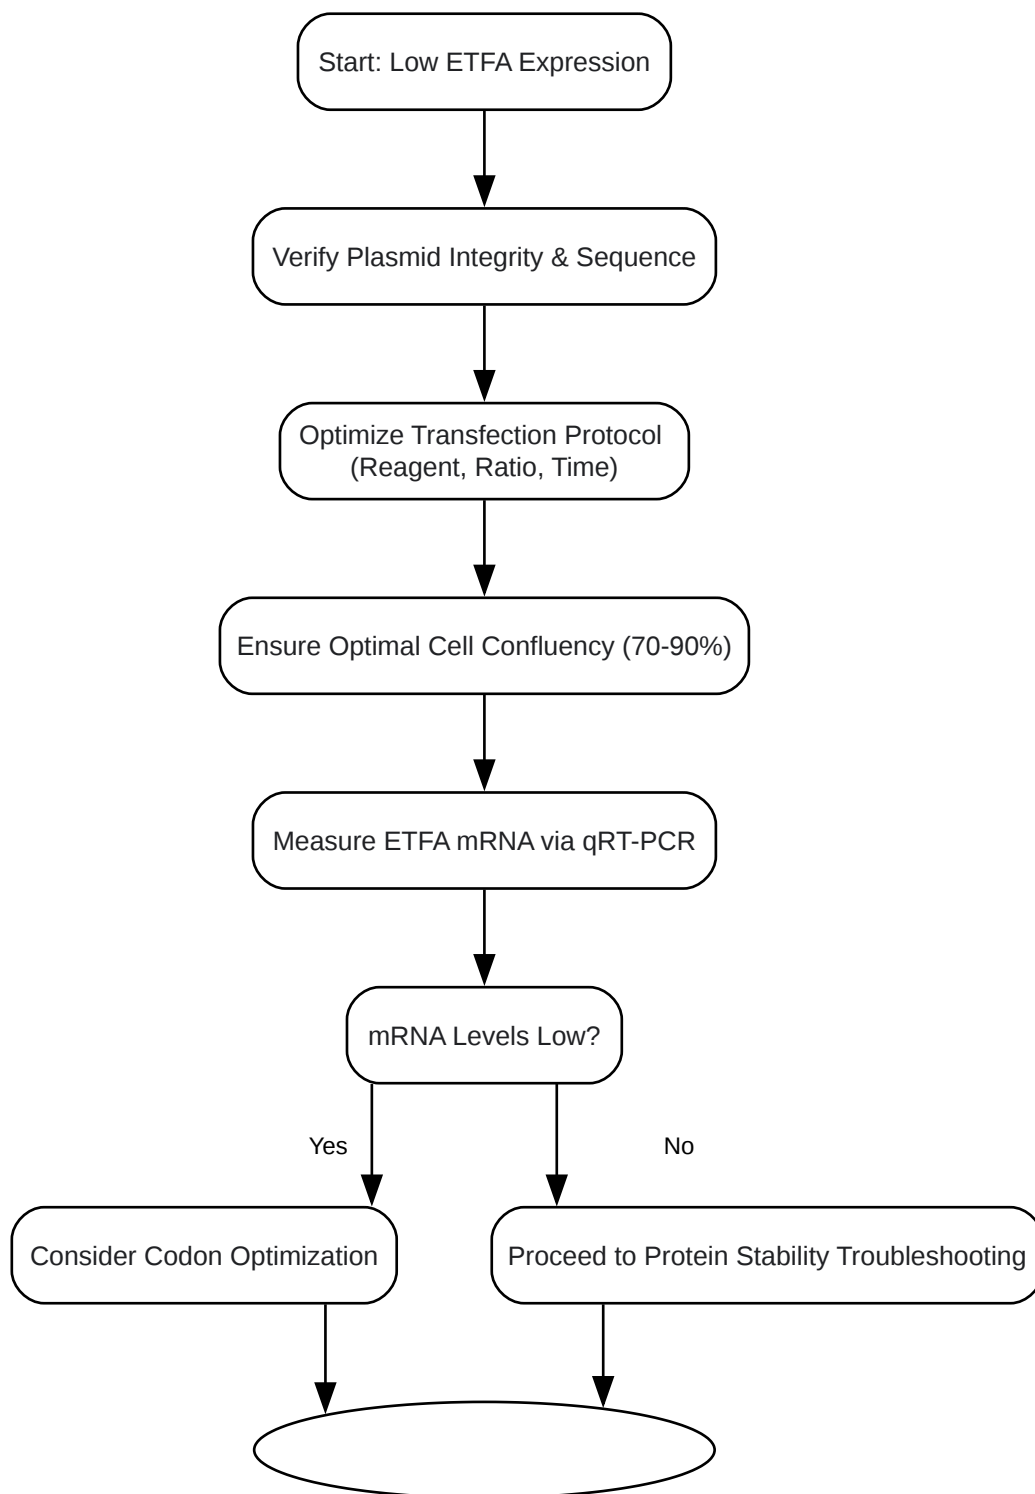 Start: Low ETFA Expression
Verify Plasmid Integrity & Sequence
Optimize Transfection Protocol
(Reagent, Ratio, Time)
Ensure Optimal Cell Confluency (70-90%)
Measure ETFA mRNA via qRT-PCR
mRNA Levels Low?
Yes
No
Consider Codon Optimization
Proceed to Protein Stability Troubleshooting